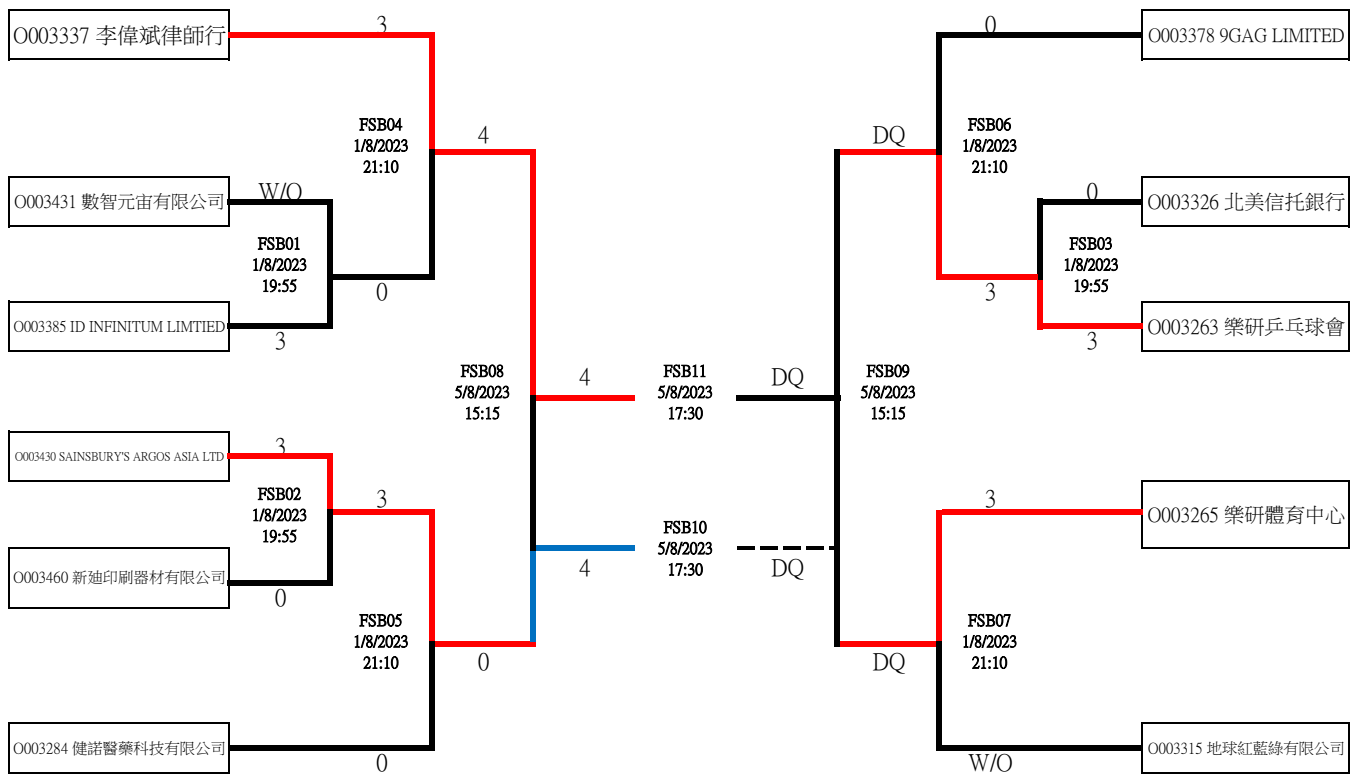 O003337 李偉斌律師行
3
0
O003378 9GAG LIMITED
FSB04
1/8/2023
21:10
4
DQ
FSB06
1/8/2023
21:10
O003431 數智元宙有限公司
W/O
0
O003326 北美信托銀行
FSB01
1/8/2023
19:55
FSB03
1/8/2023
19:55
0
3
O003385 ID INFINITUM LIMTIED
3
3
O003263 樂研乒乓球會
FSB08
5/8/2023
15:15
4
FSB11
5/8/2023
17:30
DQ
FSB09
5/8/2023
15:15
O003430 SAINSBURY'S ARGOS ASIA LTD
3
FSB02
1/8/2023
19:55
3
3
O003265 樂研體育中心
O003460 新迪印刷器材有限公司
0
4
FSB10
5/8/2023
17:30
DQ
FSB05
1/8/2023
21:10
0
DQ
FSB07
1/8/2023
21:10
O003284 健諾醫藥科技有限公司
0
W/O
O003315 地球紅藍綠有限公司